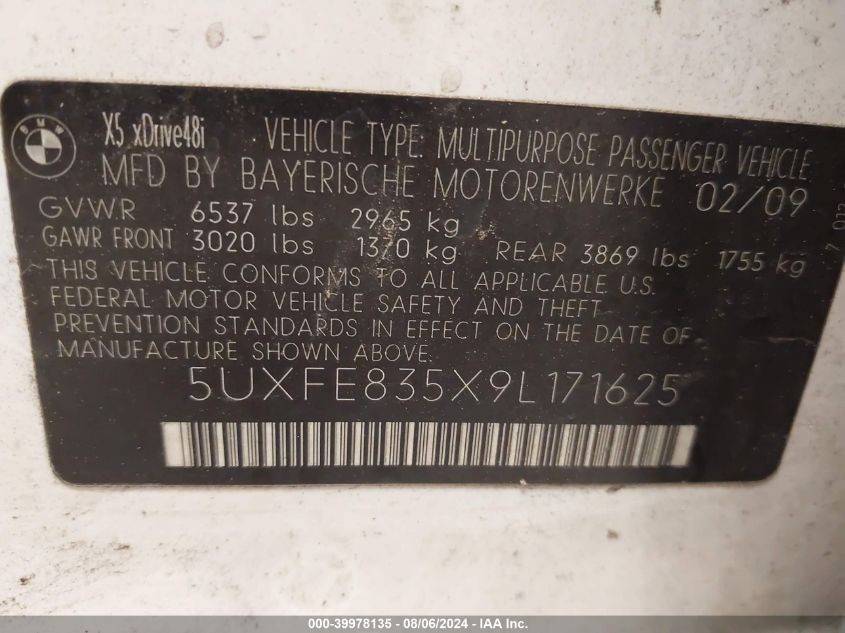 BMW X5 xDrive48i VEHICLE TYPE: MULTIPURPOSE PASSENGER VEHICLE
MFD BY BAYERISCHE MOTORENWERKE 02/09
GVWR 6537 lbs 2965 kg
GAWR FRONT 3020 lbs 1370 kg REAR 3869 lbs 1755 kg
THIS VEHICLE CONFORMS TO ALL APPLICABLE U.S.
FEDERAL MOTOR VEHICLE SAFETY AND THEFT
PREVENTION STANDARDS IN EFFECT ON THE DATE OF
MANUFACTURE SHOWN ABOVE.
5UXFE835X9L171625
000-39978135 - 08/06/2024 - IAA Inc.